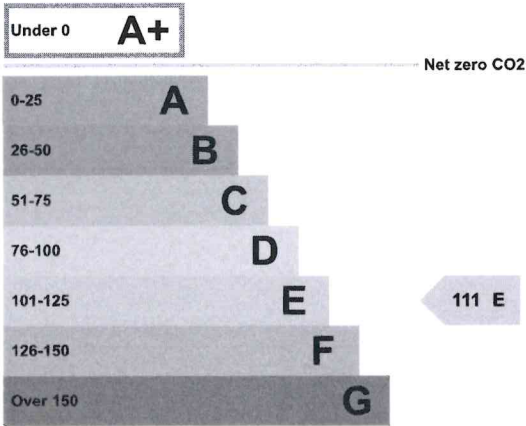 Under 0 A+
Net zero CO2
0-25 A
26-50 B
51-75 C
76-100 D
101-125 E
111 E
126-150 F
Over 150 G